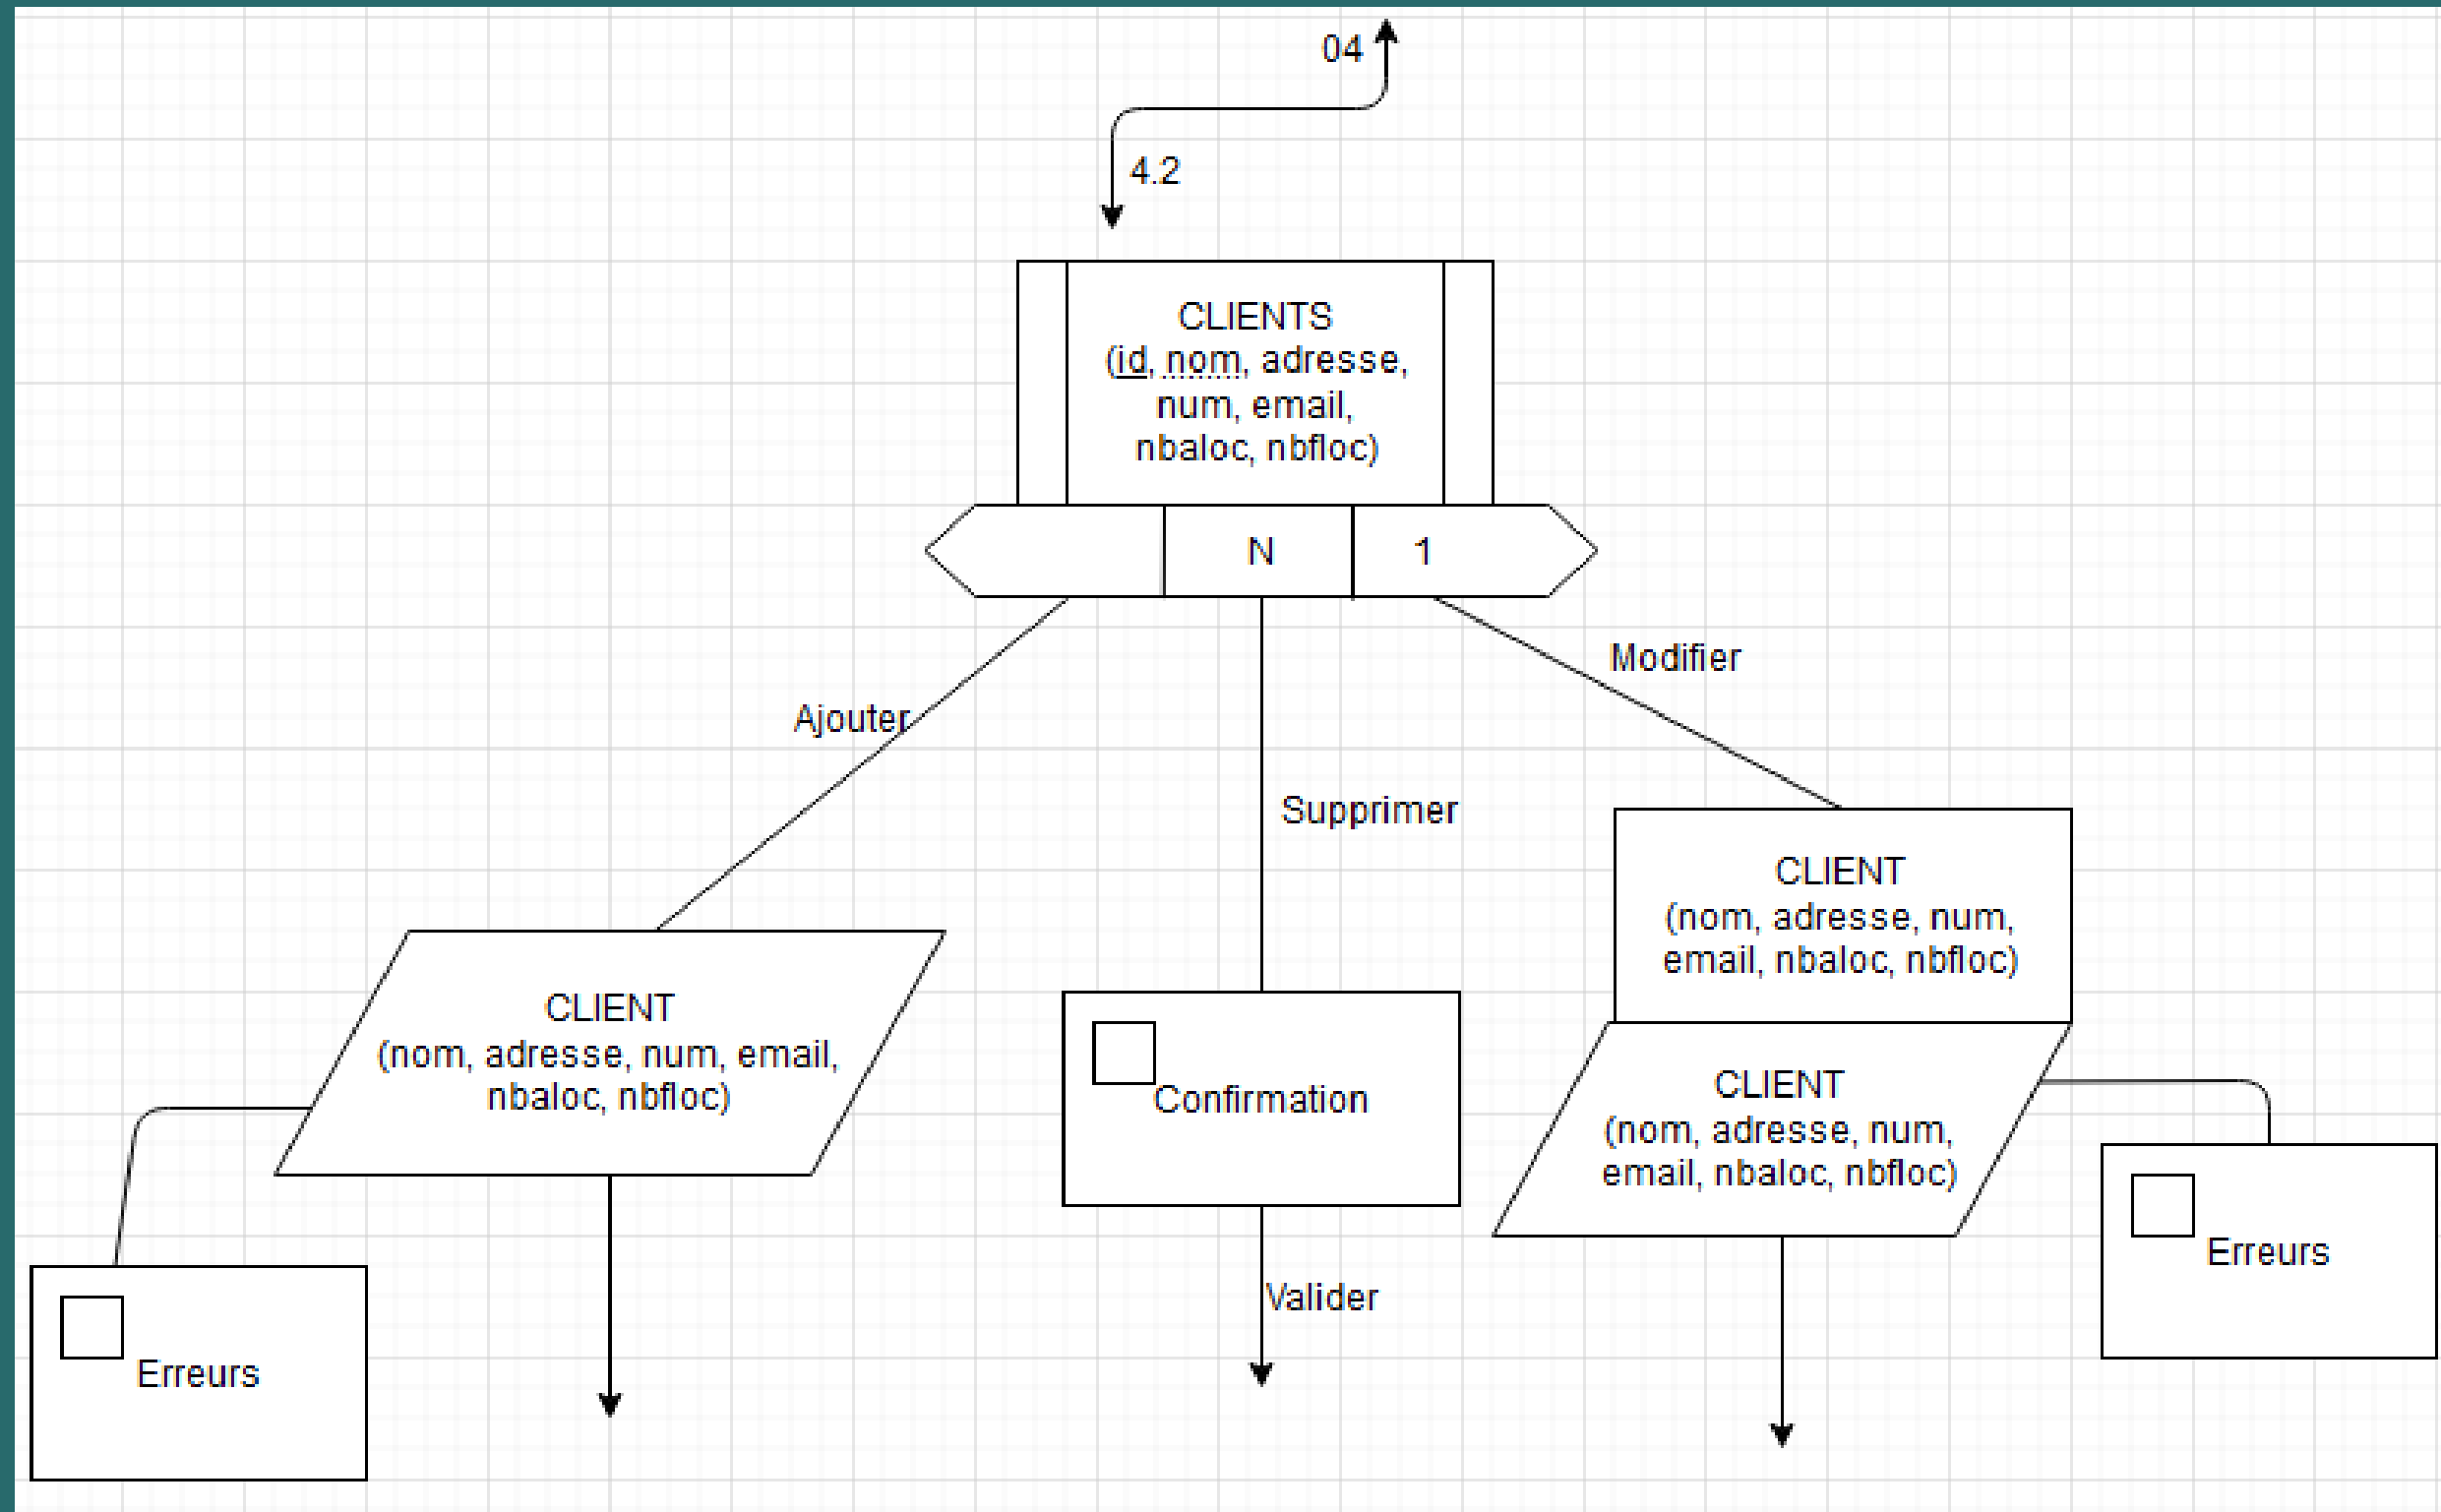 04
4.2
CLIENTS
(id, nom, adresse,
num, email,
nbaloc, nbfloc)
N
1
Modifier
Ajouter
Supprimer
CLIENT
(nom, adresse, num,
email, nbaloc, nbfloc)
CLIENT
(nom, adresse, num, email,
nbaloc, nbfloc)
Confirmation
CLIENT
(nom, adresse, num,
email, nbaloc, nbfloc)
Erreurs
Valider
Erreurs